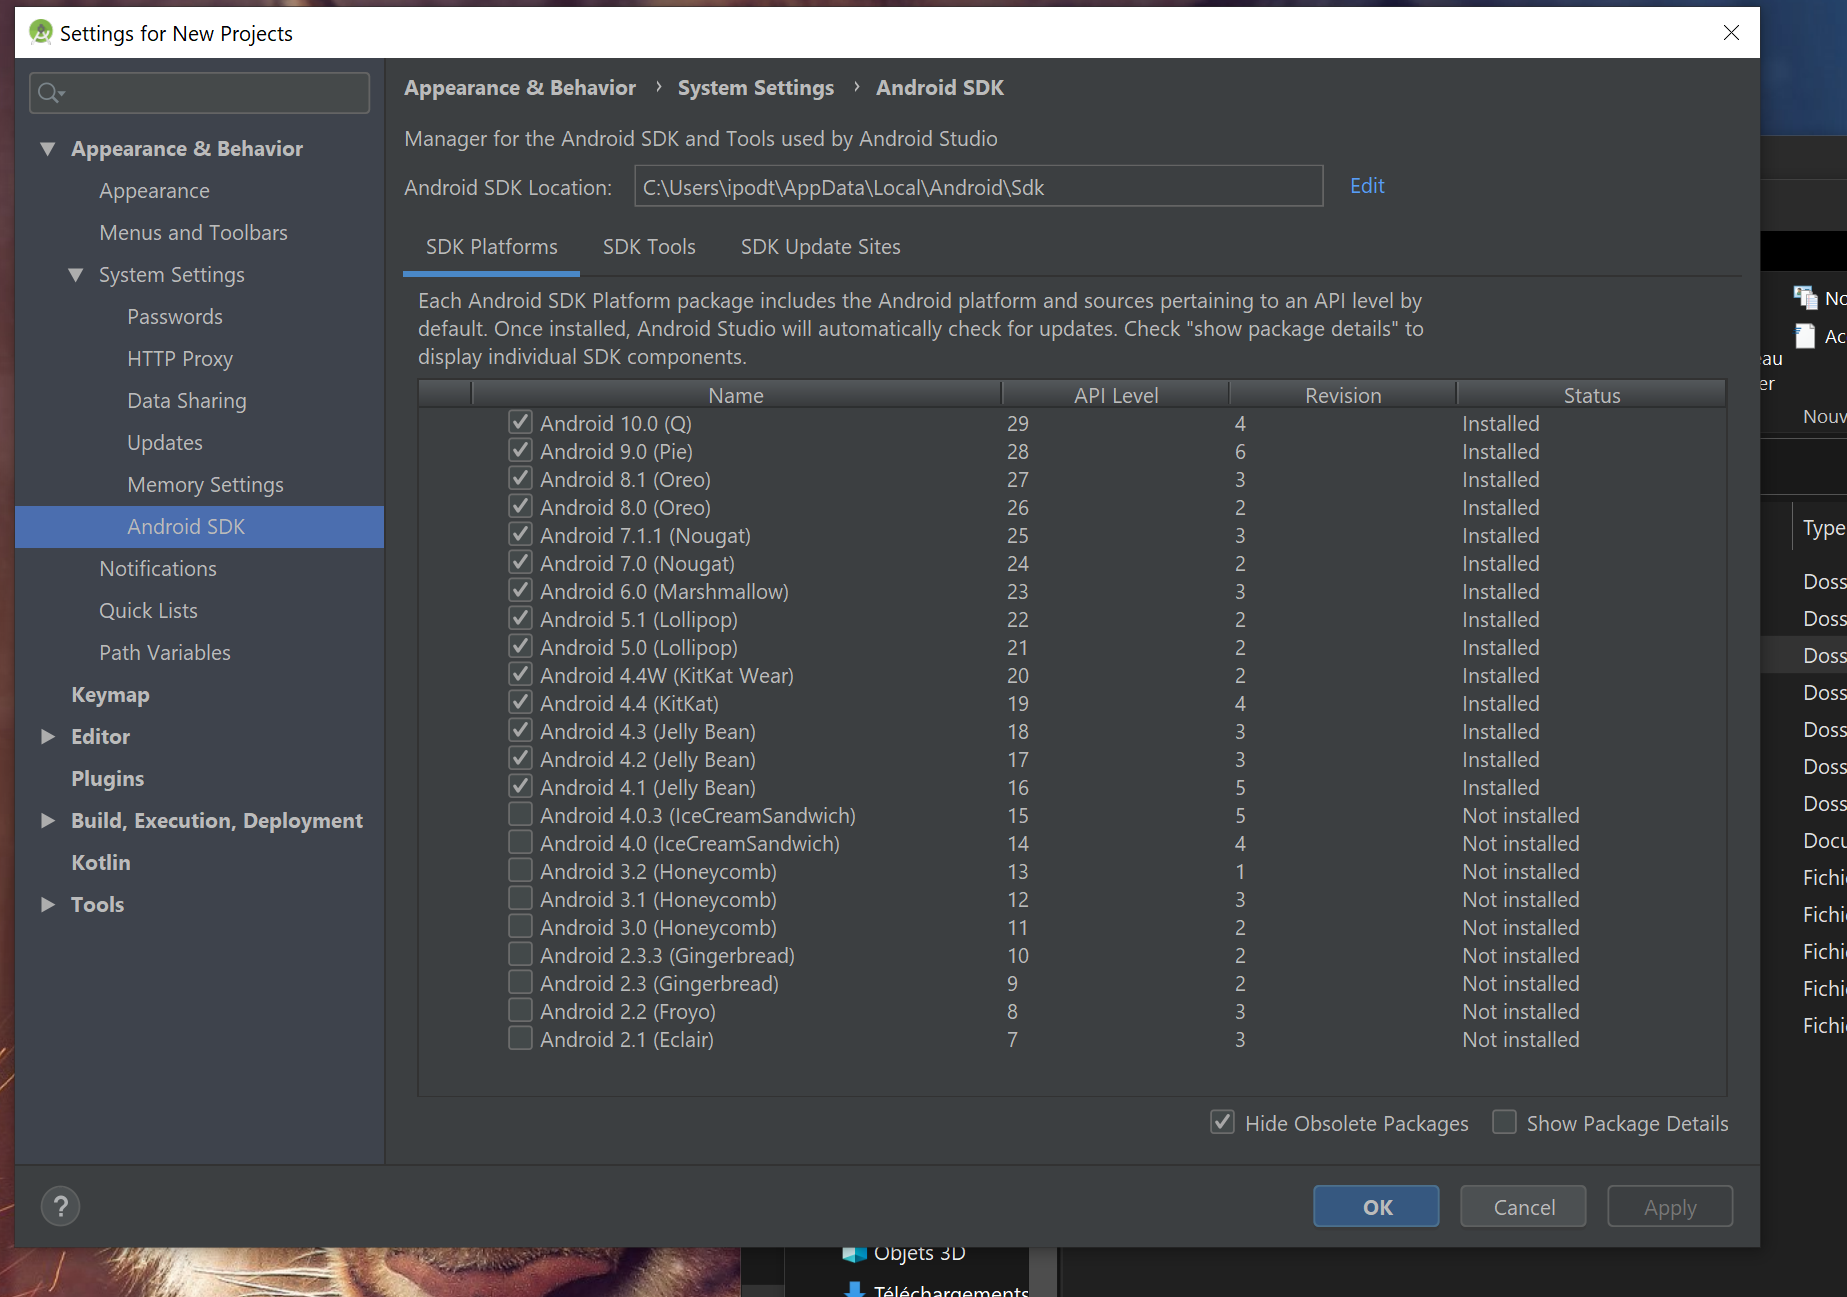 Settings for New Projects
Appearance & Behavior
Appearance
Menus and Toolbars
System Settings
Passwords
HTTP Proxy
Data Sharing
Updates
Memory Settings
Android SDK
Notifications
Quick Lists
Path Variables
Keymap
Editor
Plugins
Build, Execution, Deployment
Kotlin
Tools
Appearance & Behavior › System Settings › Android SDK
Manager for the Android SDK and Tools used by Android Studio
Android SDK Location: C:\Users\ipodt\AppData\Local\Android\Sdk Edit
SDK Platforms SDK Tools SDK Update Sites
Each Android SDK Platform package includes the Android platform and sources pertaining to an API level by
default. Once installed, Android Studio will automatically check for updates. Check "show package details" to
display individual SDK components.
Name API Level Revision Status
Android 10.0 (Q) 29 4 Installed
Android 9.0 (Pie) 28 6 Installed
Android 8.1 (Oreo) 27 3 Installed
Android 8.0 (Oreo) 26 2 Installed
Android 7.1.1 (Nougat) 25 3 Installed
Android 7.0 (Nougat) 24 2 Installed
Android 6.0 (Marshmallow) 23 3 Installed
Android 5.1 (Lollipop) 22 2 Installed
Android 5.0 (Lollipop) 21 2 Installed
Android 4.4W (KitKat Wear) 20 2 Installed
Android 4.4 (KitKat) 19 4 Installed
Android 4.3 (Jelly Bean) 18 3 Installed
Android 4.2 (Jelly Bean) 17 3 Installed
Android 4.1 (Jelly Bean) 16 5 Installed
Android 4.0.3 (IceCreamSandwich) 15 5 Not installed
Android 4.0 (IceCreamSandwich) 14 4 Not installed
Android 3.2 (Honeycomb) 13 1 Not installed
Android 3.1 (Honeycomb) 12 3 Not installed
Android 3.0 (Honeycomb) 11 2 Not installed
Android 2.3.3 (Gingerbread) 10 2 Not installed
Android 2.3 (Gingerbread) 9 2 Not installed
Android 2.2 (Froyo) 8 3 Not installed
Android 2.1 (Eclair) 7 3 Not installed
Hide Obsolete Packages Show Package Details
? OK Cancel Apply
No
Ac
eau
er
Nouv
Type
Doss
Doss
Doss
Doss
Doss
Doss
Doss
Docu
Fichi
Fichi
Fichi
Fichi
Fichi
Objets 3D
Téléchargements